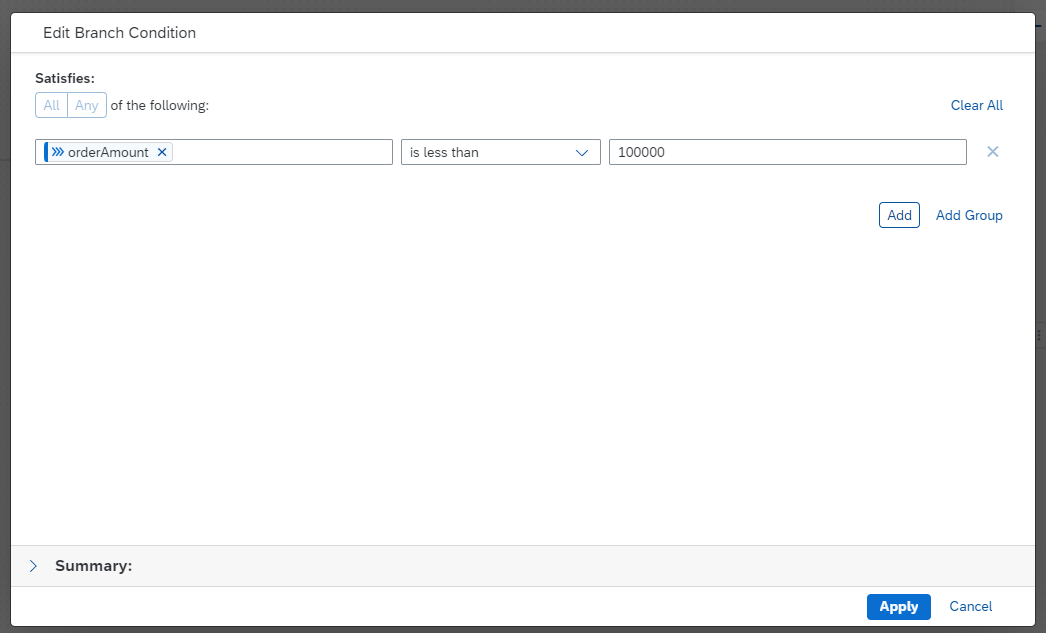 Edit Branch Condition
Satisfies:
All Any of the following: Clear All
orderAmount is less than 100000
Add Add Group
Summary:
Apply Cancel